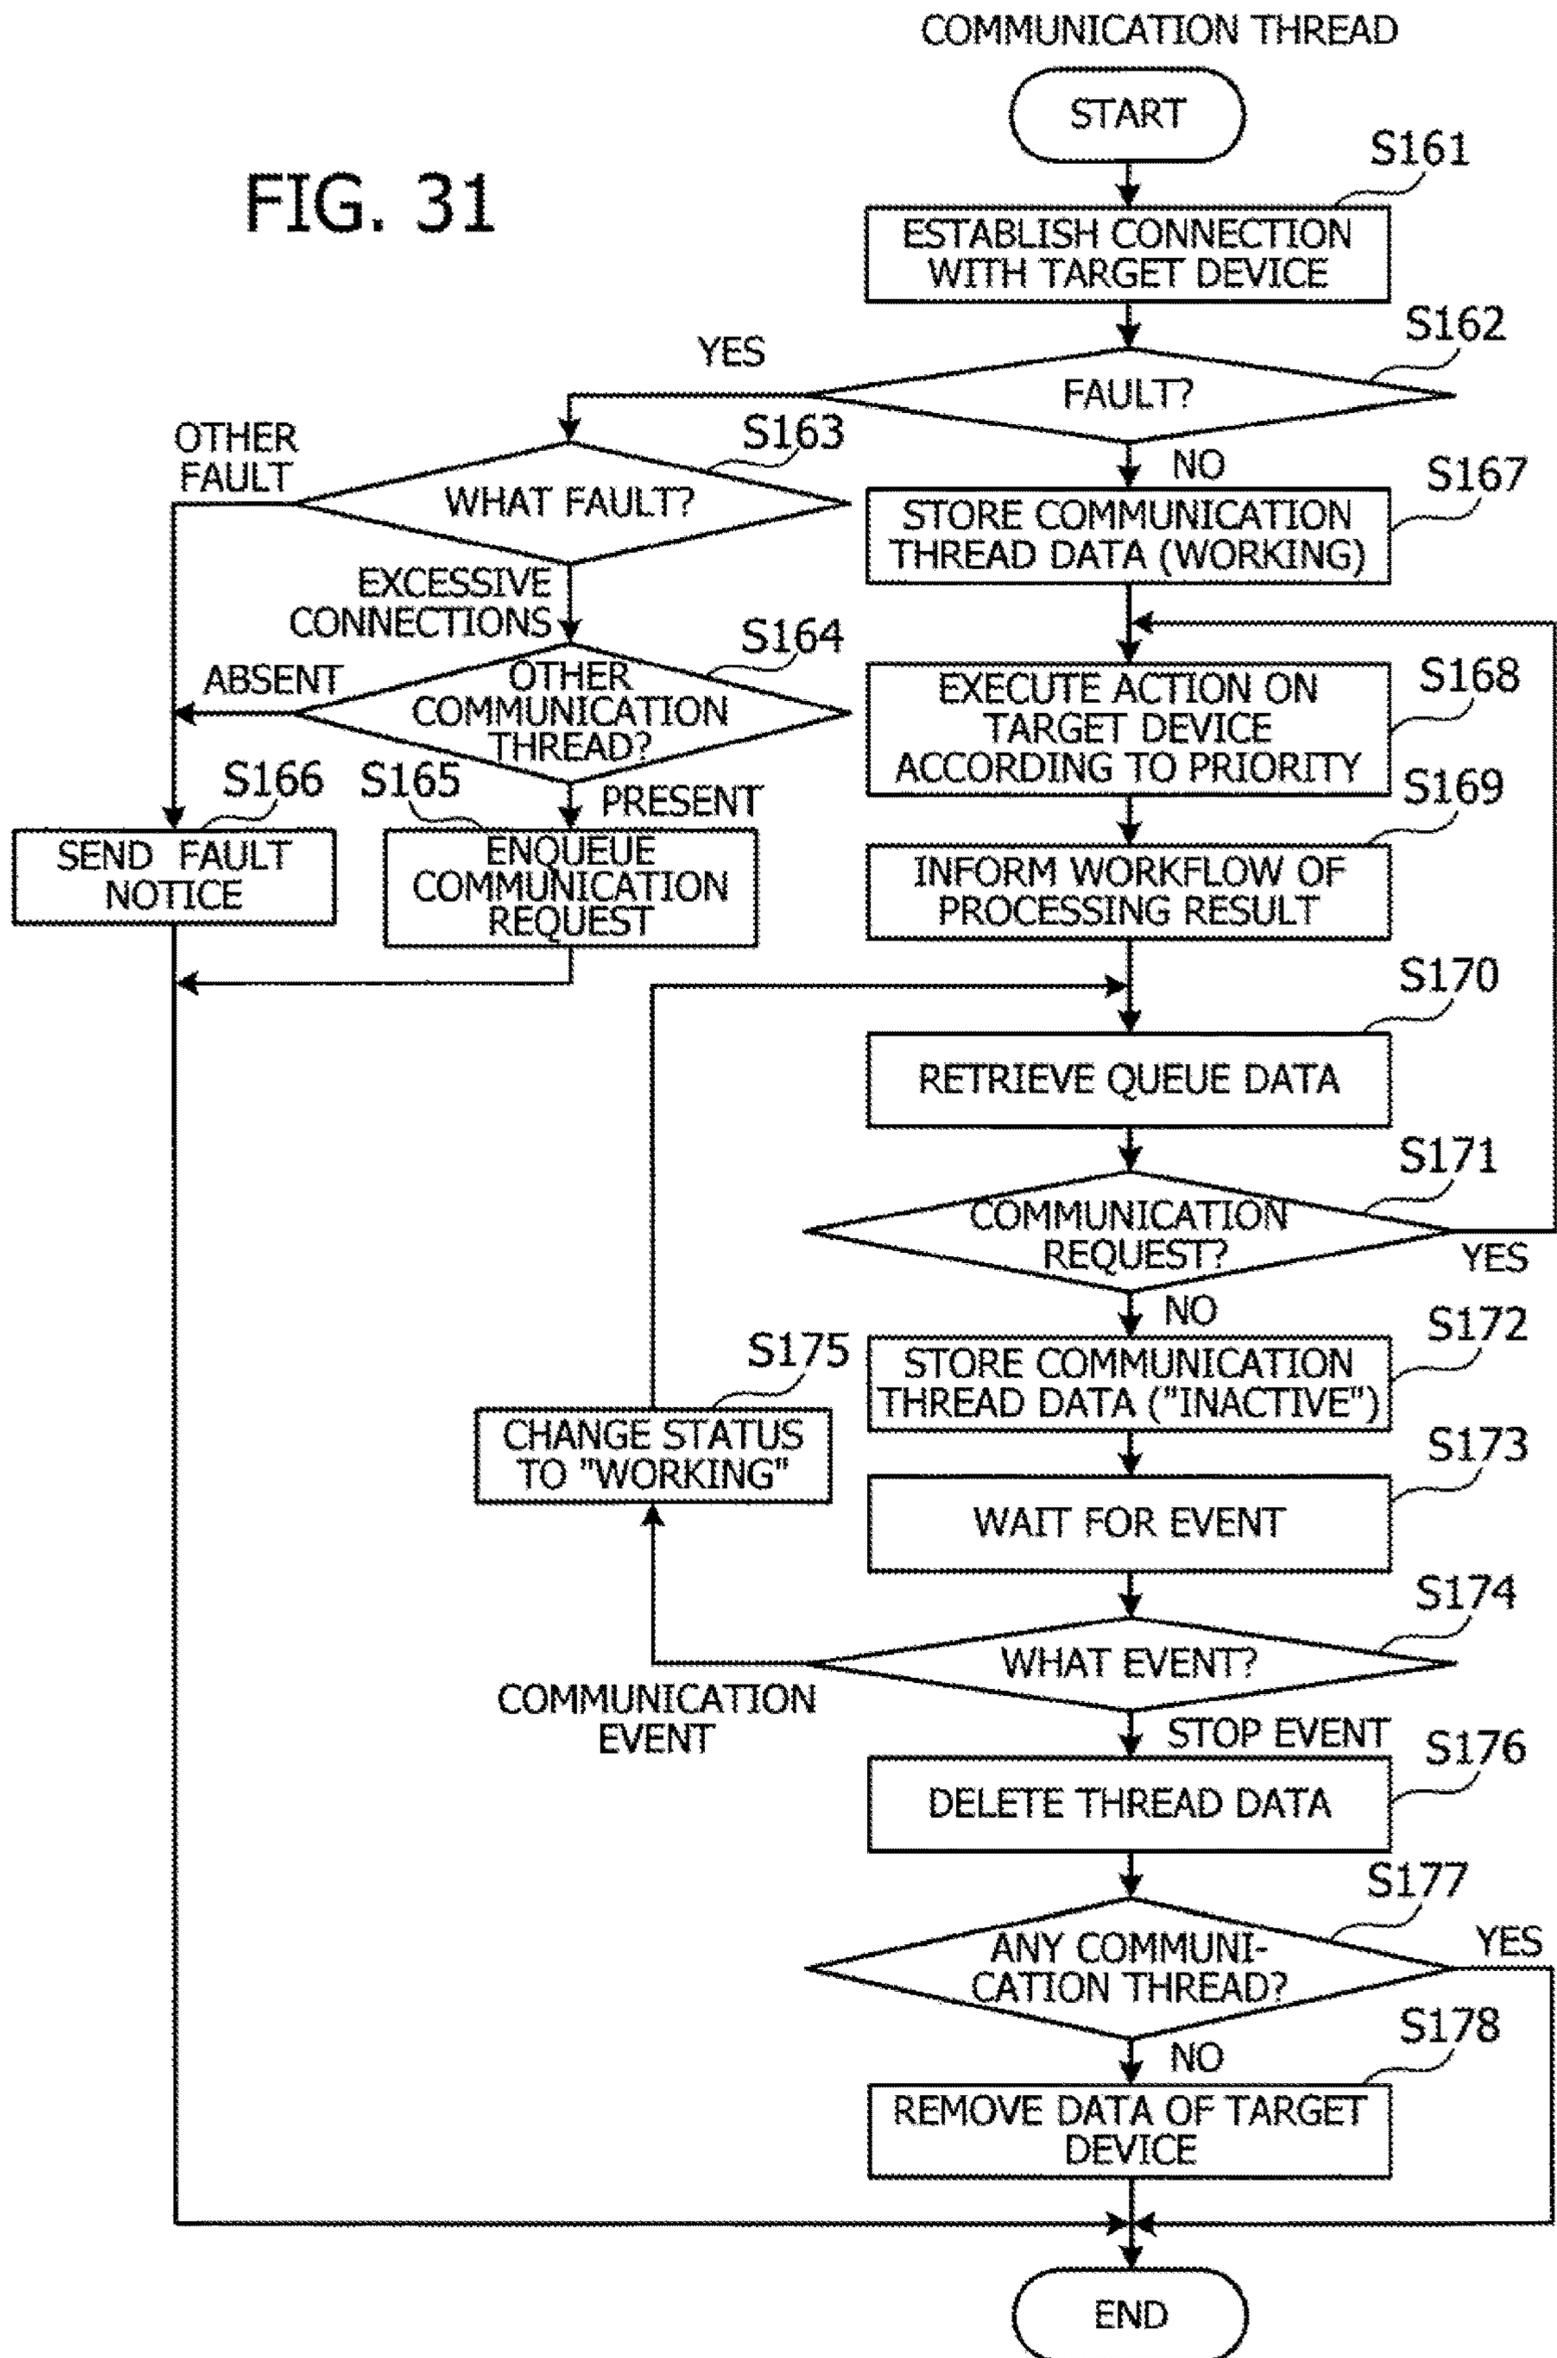 COMMUNICATION THREAD
START
FIG. 31
S161
ESTABLISH CONNECTION
WITH TARGET DEVICE
S162
YES
FAULT?
NO
OTHER
FAULT
S163
WHAT FAULT?
S167
STORE COMMUNICATION
THREAD DATA (WORKING)
EXCESSIVE
CONNECTIONS
S164
ABSENT
OTHER
COMMUNICATION
THREAD?
S168
EXECUTE ACTION ON
TARGET DEVICE
ACCORDING TO PRIORITY
S166
S165
PRESENT
SEND FAULT
NOTICE
ENQUEUE
COMMUNICATION
REQUEST
S169
INFORM WORKFLOW OF
PROCESSING RESULT
S170
RETRIEVE QUEUE DATA
S171
COMMUNICATION
REQUEST?
YES
NO
S172
STORE COMMUNICATION
THREAD DATA ("INACTIVE")
S175
CHANGE STATUS
TO "WORKING"
S173
WAIT FOR EVENT
S174
WHAT EVENT?
COMMUNICATION
EVENT
STOP EVENT
S176
DELETE THREAD DATA
S177
ANY COMMUNI-
CATION THREAD?
YES
NO
S178
REMOVE DATA OF TARGET
DEVICE
END